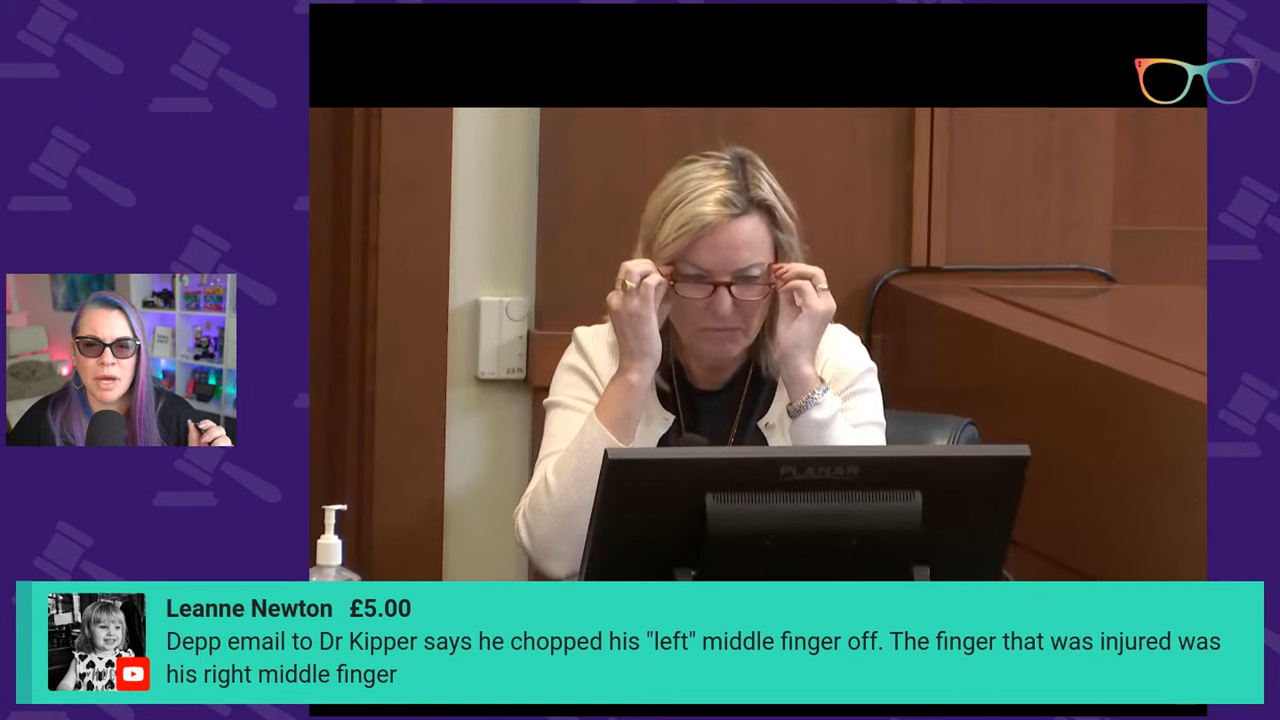 PLANAR
Leanne Newton £5.00
Depp email to Dr Kipper says he chopped his "left" middle finger off. The finger that was injured was
his right middle finger